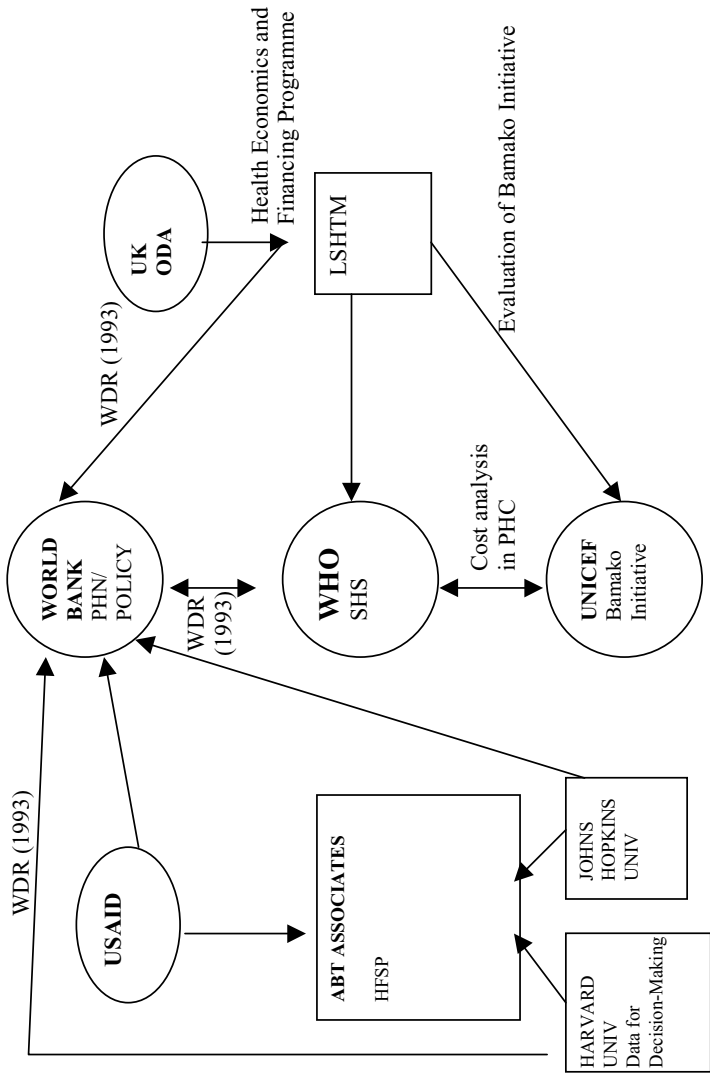 WDR (1993)
USAID
WORLD
BANK
PHN/
POLICY
WDR (1993)
UK
ODA
Health Economics and
Financing Programme
WDR
(1993)
ABT ASSOCIATES
HFSP
WHO
SHS
LSHTM
Cost analysis
in PHC
Evaluation of Bamako Initiative
HARVARD
UNIV
Data for
Decision-Making
JOHNS
HOPKINS
UNIV
UNICEF
Bamako
Initiative